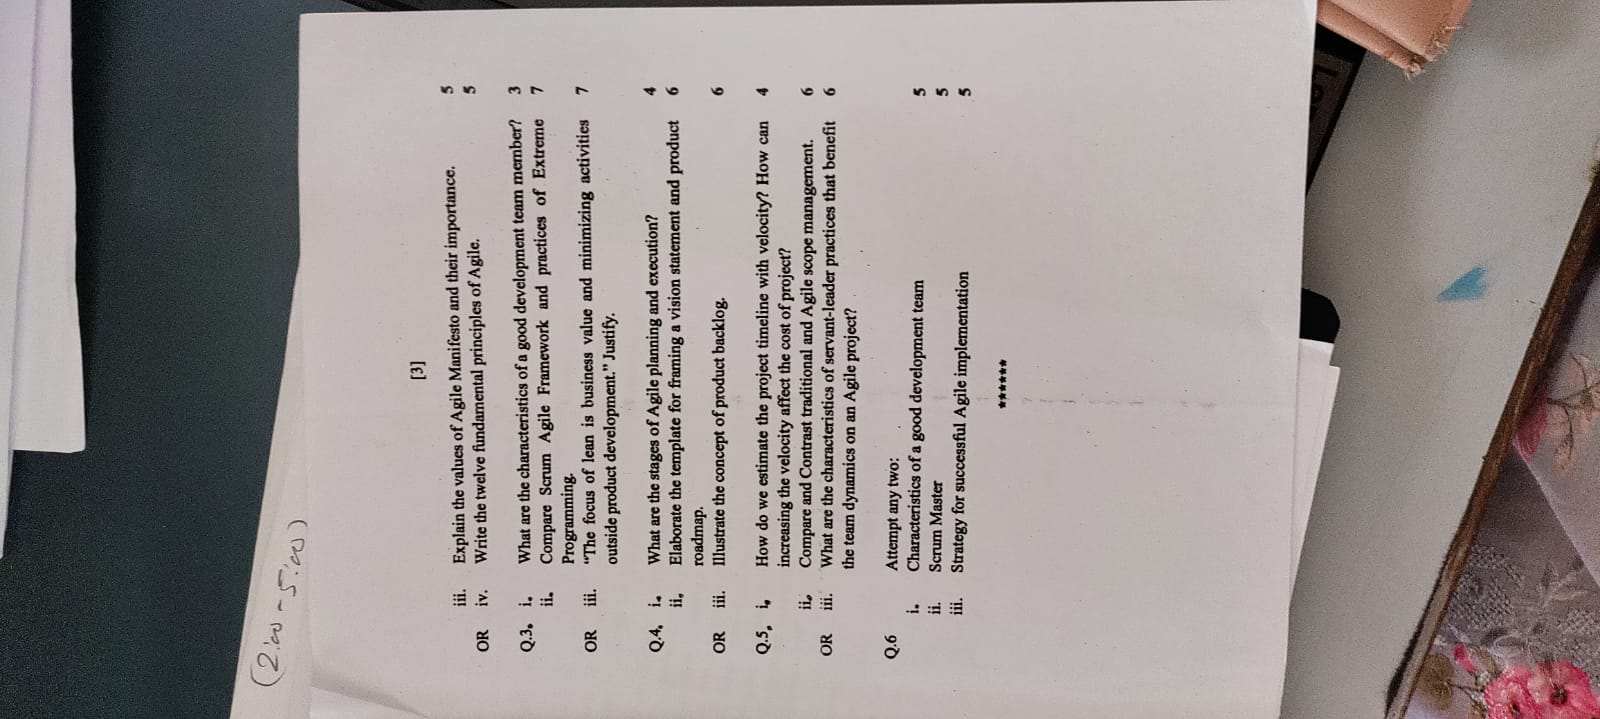 (2:00 - 5:00)
[3]
iii. Explain the values of Agile Manifesto and their importance. 5
OR iv. Write the twelve fundamental principles of Agile. 5
Q.3. i. What are the characteristics of a good development team member? 3
ii. Compare Scrum Agile Framework and practices of Extreme 7
Programming.
OR iii. “The focus of lean is business value and minimizing activities 7
outside product development.” Justify.
Q.4. i. What are the stages of Agile planning and execution? 4
ii. Elaborate the template for framing a vision statement and product 6
roadmap.
OR iii. Illustrate the concept of product backlog. 6
Q.5. i. How do we estimate the project timeline with velocity? How can 4
increasing the velocity affect the cost of project?
ii. Compare and Contrast traditional and Agile scope management. 6
OR iii. What are the characteristics of servant-leader practices that benefit 6
the team dynamics on an Agile project?
Q.6 Attempt any two:
i. Characteristics of a good development team 5
ii. Scrum Master 5
iii. Strategy for successful Agile implementation 5
******